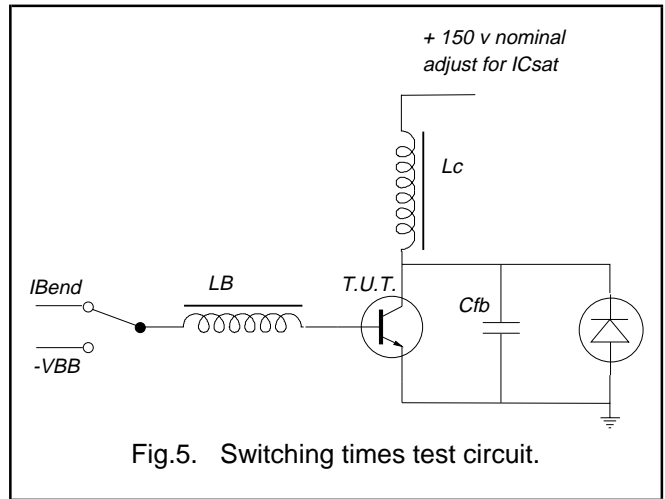 + 150 v nominal
adjust for ICsat
Lc
IBend
LB
T.U.T.
Cfb
-VBB
Fig.5. Switching times test circuit.